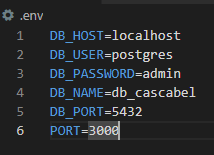 .env
1 DB_HOST=localhost
2 DB_USER=postgres
3 DB_PASSWORD=admin
4 DB_NAME=db_cascabel
5 DB_PORT=5432
6 PORT=3000